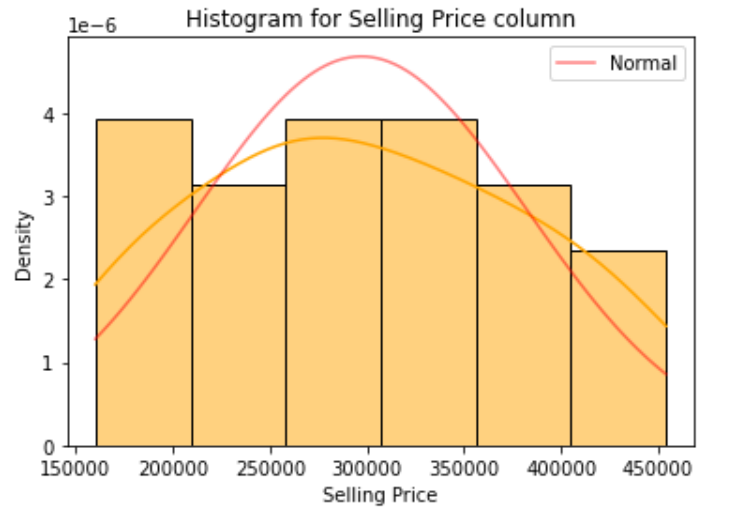 Histogram for Selling Price column
1e−6
Normal
4
3
2
1
0
Density
150000 200000 250000 300000 350000 400000 450000
Selling Price